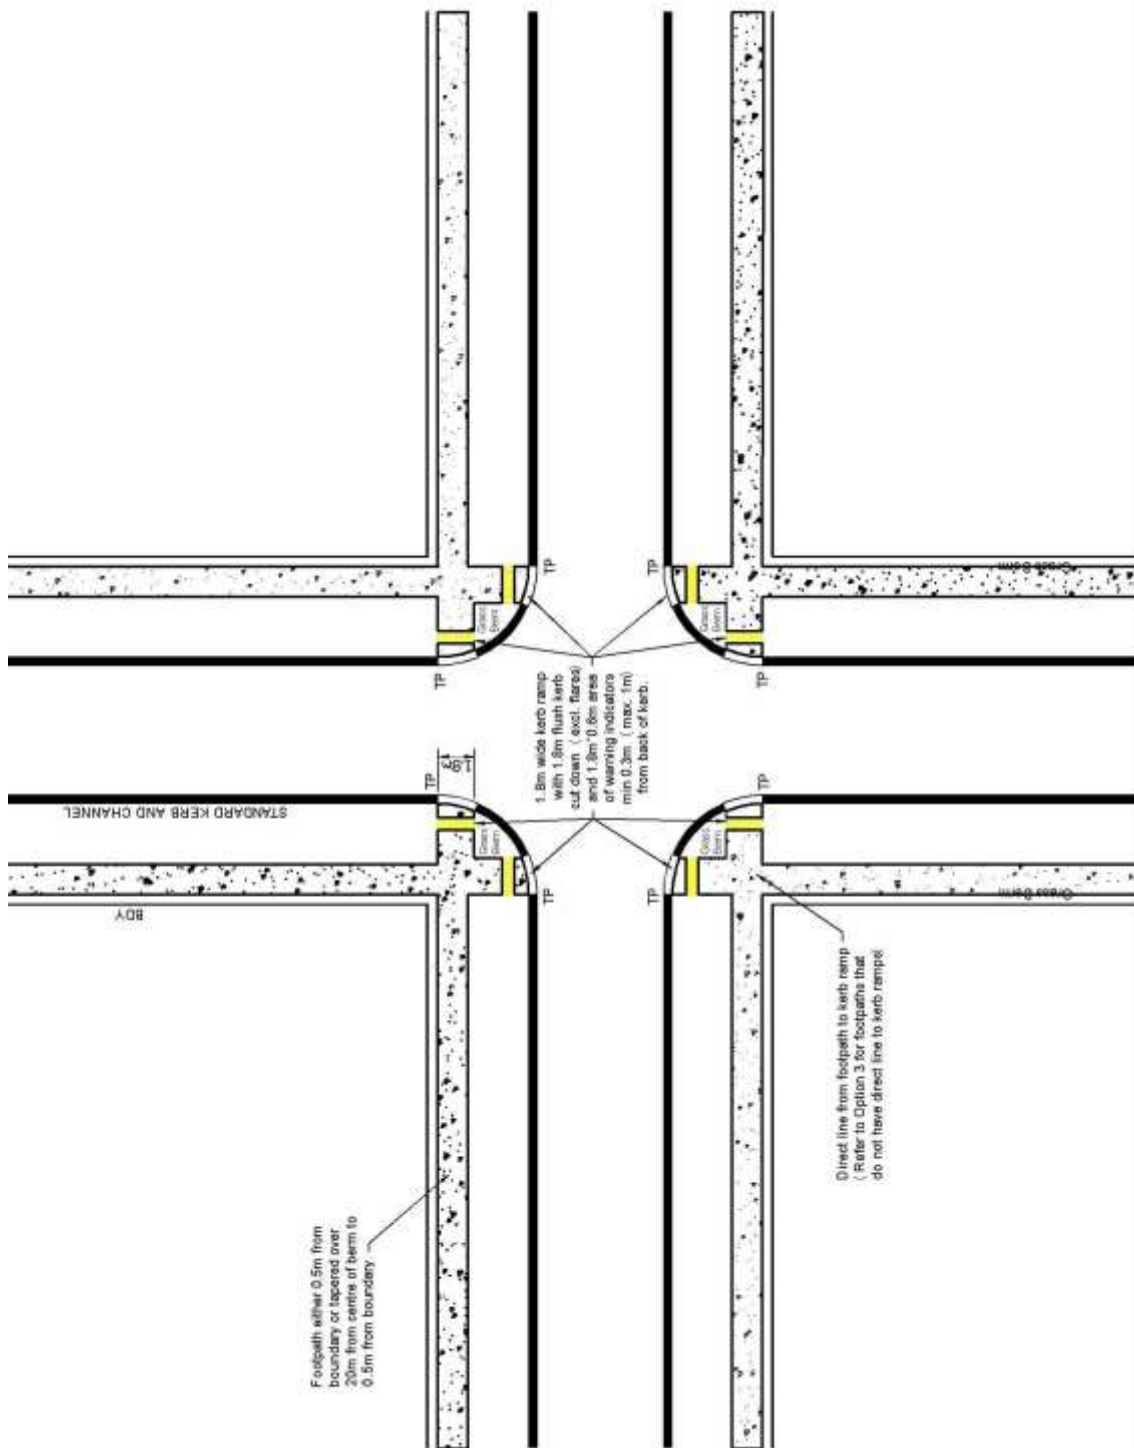 Grass Berm
TP
TP
Grass
Berm
Grass
Berm
TP
TP
1.8m wide kerb ramp
with 1.8m flush kerb
cut down ( excl. flares)
and 1.8m*0.6m area
of warning indicators
min 0.3m ( max. 1m)
from back of kerb.
1.8
TP
TP
STANDARD KERB AND CHANNEL
Grass
Berm
Grass
Berm
TP
TP
BDY
Grass Berm
Direct line from footpath to kerb ramp
( Refer to Option 3 for footpaths that
do not have direct line to kerb ramps)
Footpath either 0.5m from
boundary or tapered over
20m from centre of berm to
0.5m from boundary